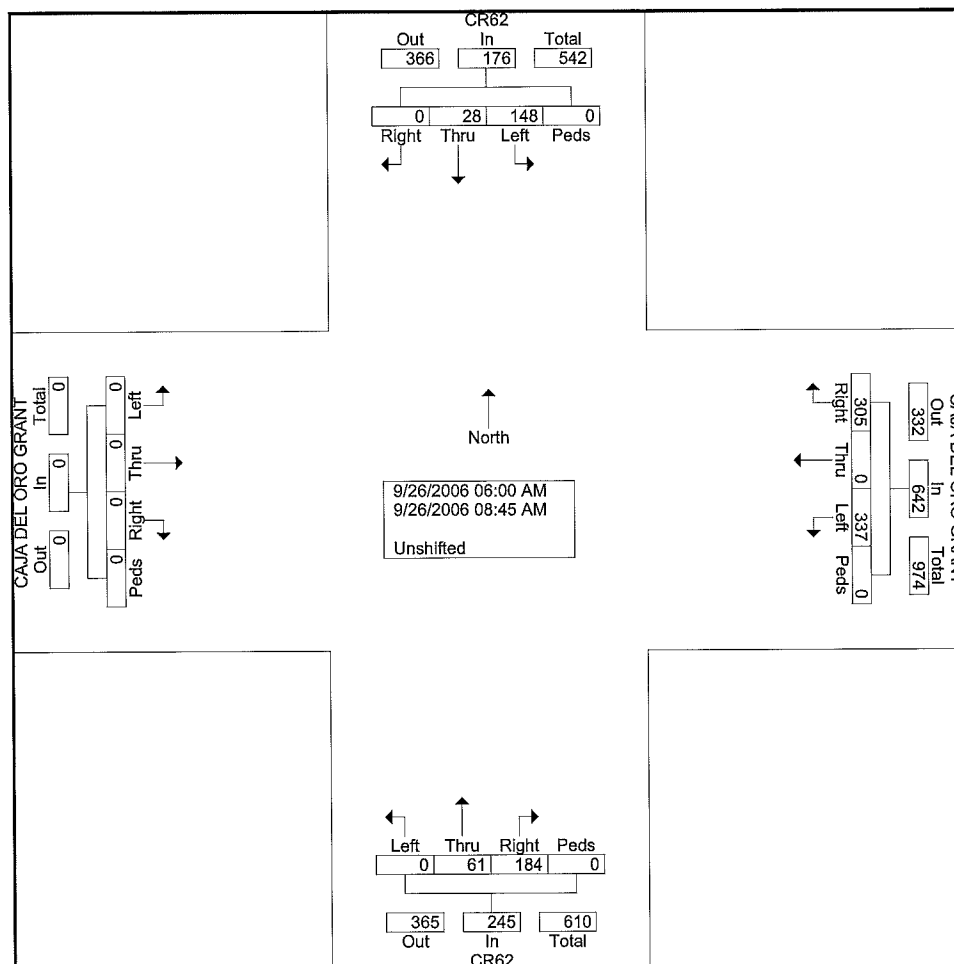 CR62
Out In Total
366 176 542
0 28 148 0
Right Thru Left Peds
CAJA DEL ORO GRANT
Total In Out
0 0 0
0 0 0 0
Left Thru Right Peds
North
9/26/2006 06:00 AM
9/26/2006 08:45 AM
Unshifted
Right Thru Left Peds
305 0 337 0
332 642 974
Out In Total
CAJA DEL ORO GRANT
Left Thru Right Peds
0 61 184 0
365 245 610
Out In Total
CR62